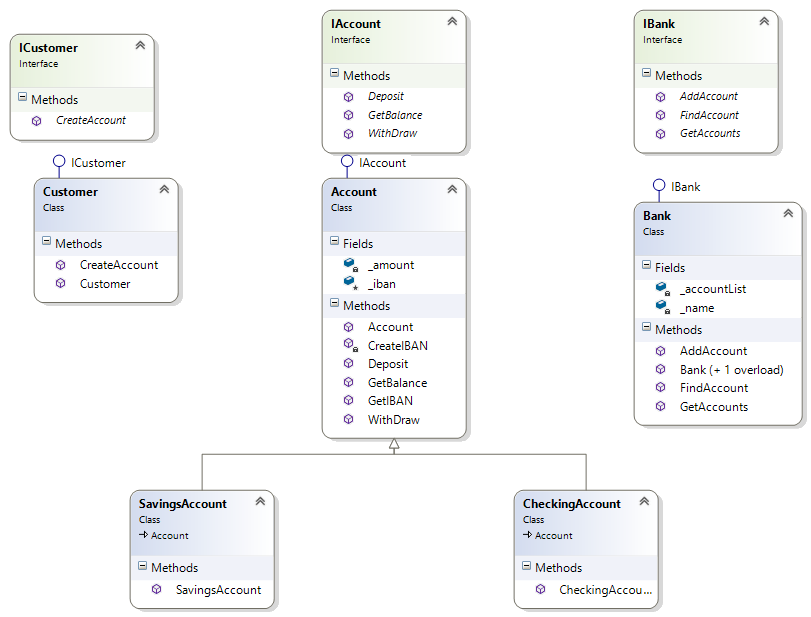 ICustomer
Interface
Methods
CreateAccount
IAccount
Interface
Methods
Deposit
GetBalance
WithDraw
IBank
Interface
Methods
AddAccount
FindAccount
GetAccounts
ICustomer
Customer
Class
Methods
CreateAccount
Customer
IAccount
Account
Class
Fields
_amount
_iban
Methods
Account
CreateIBAN
Deposit
GetBalance
GetIBAN
WithDraw
IBank
Bank
Class
Fields
_accountList
_name
Methods
AddAccount
Bank (+ 1 overload)
FindAccount
GetAccounts
SavingsAccount
Class
Account
Methods
SavingsAccount
CheckingAccount
Class
Account
Methods
CheckingAccou...